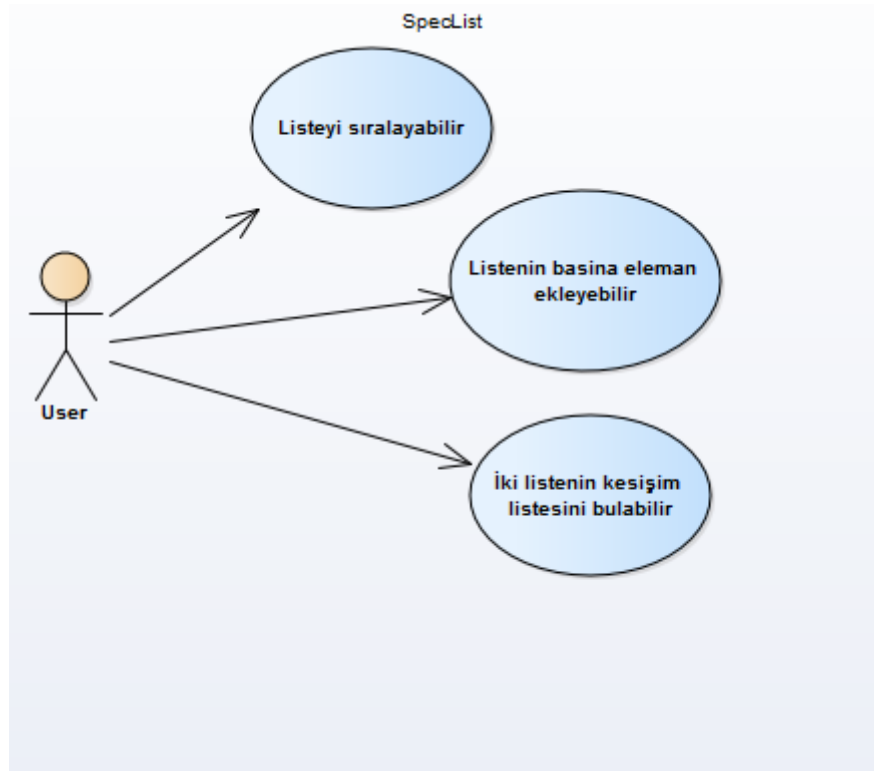 SpecList
Listeyi sıralayabilir
Listenin basina eleman
ekleyebilir
User
İki listenin kesişim
listesini bulabilir